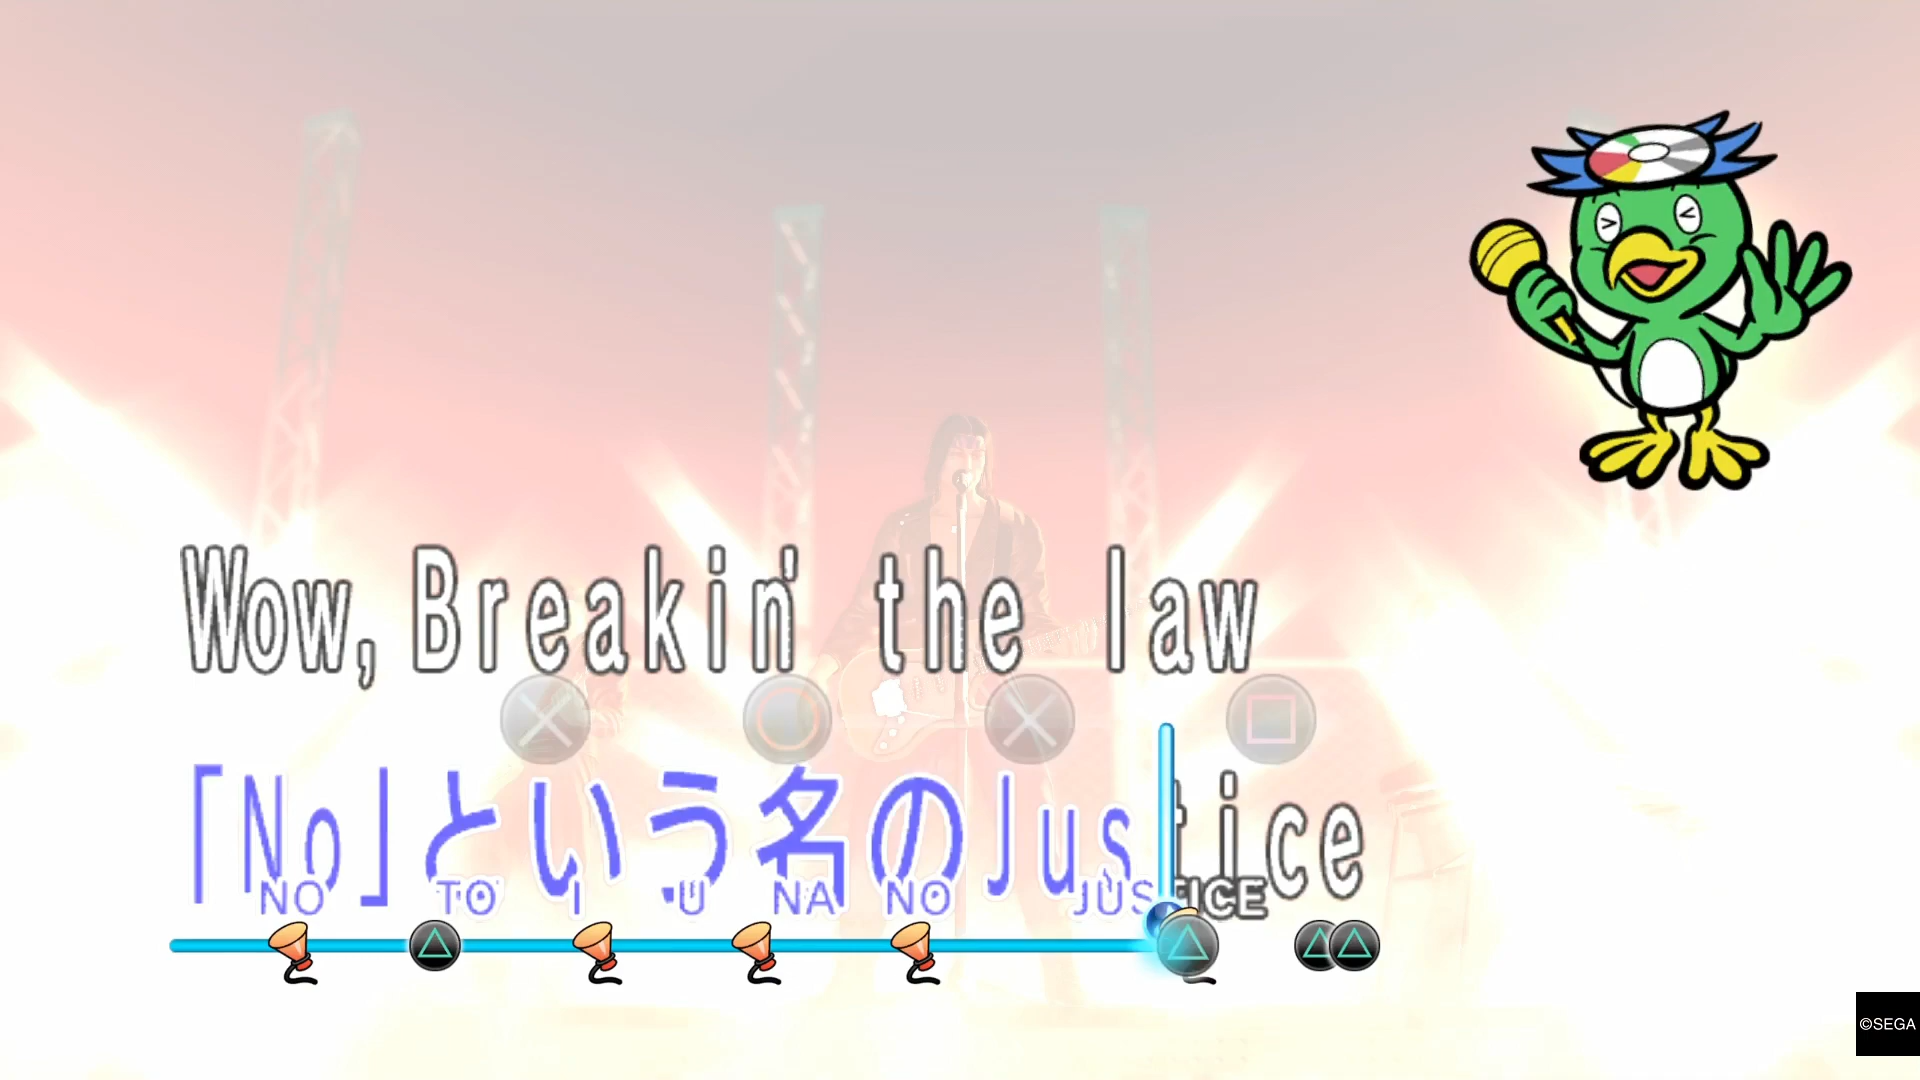 Wow, Breakin' the law
「No」という名のJustice
NO TO I U NA NO JUSTICE
©SEGA